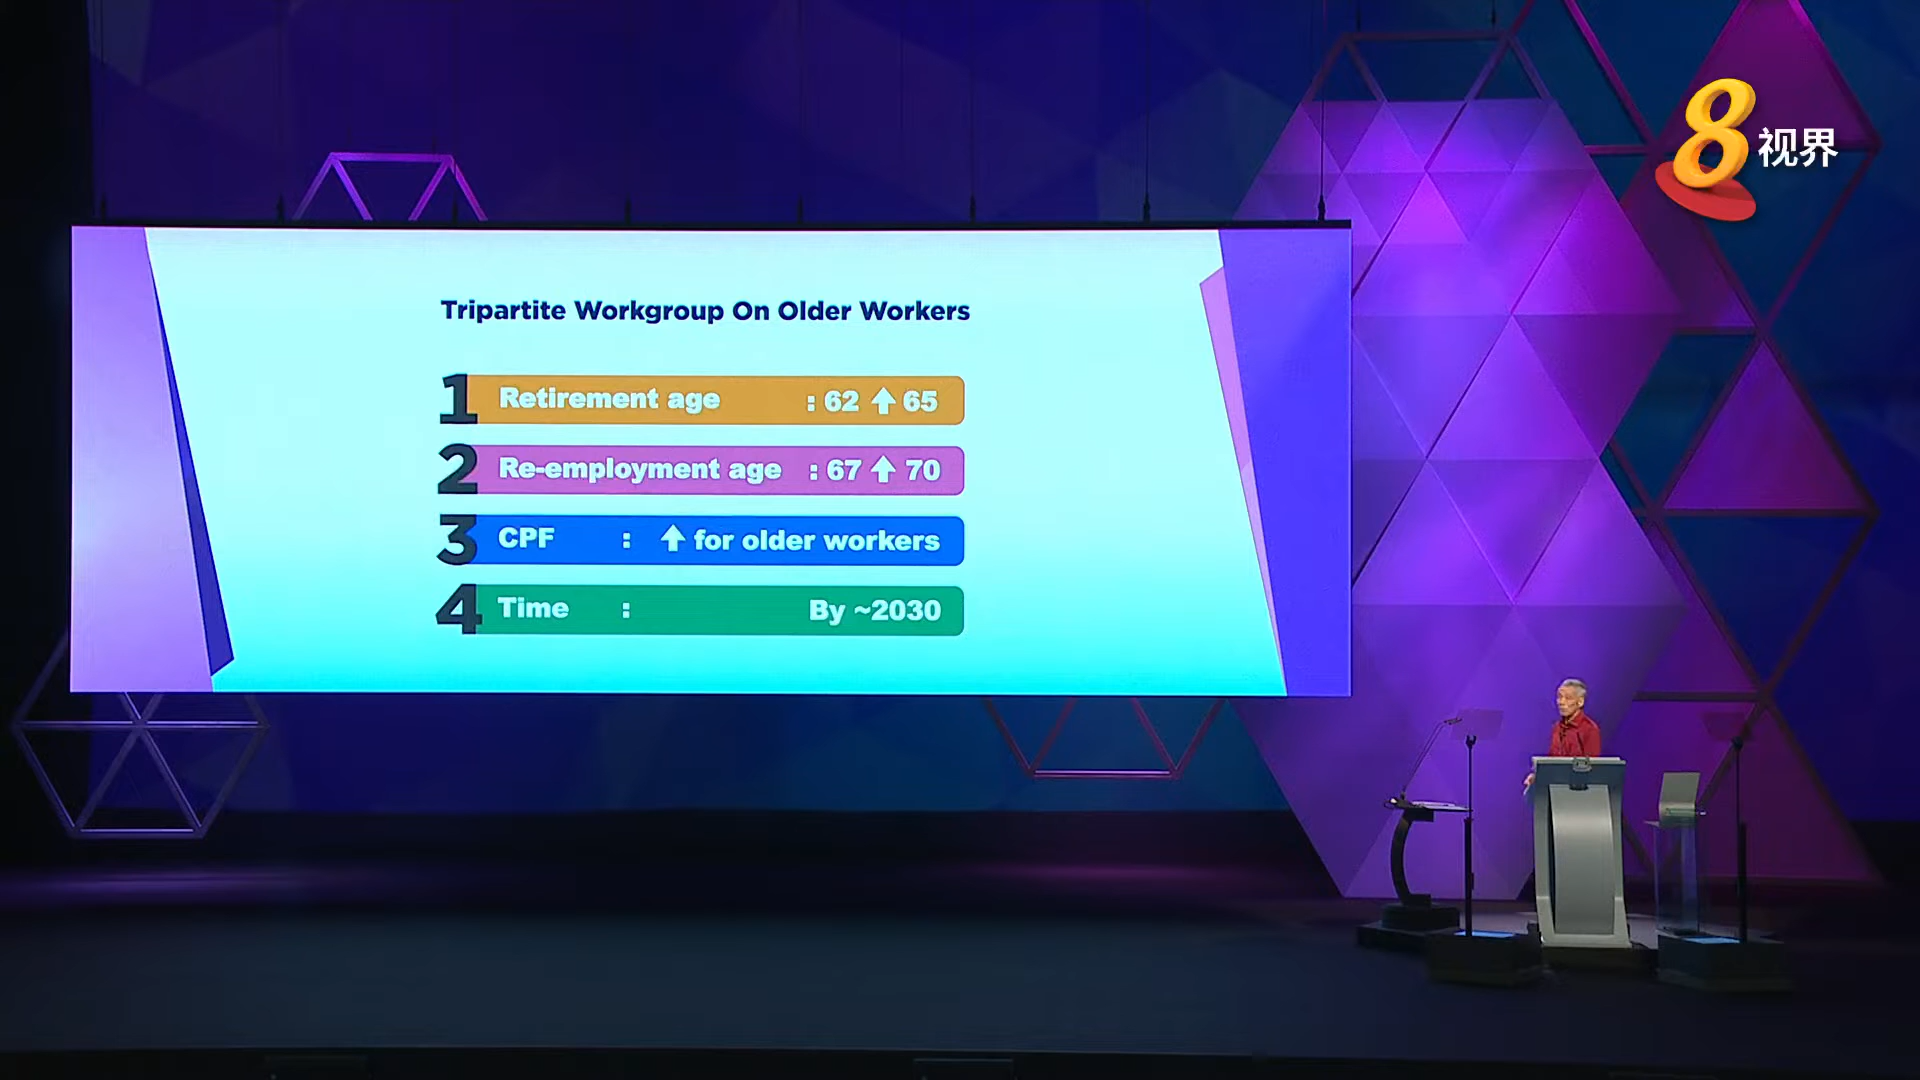 8视界
Tripartite Workgroup On Older Workers
1 Retirement age : 62 ↑ 65
2 Re-employment age : 67 ↑ 70
3 CPF : ↑ for older workers
4 Time : By ~2030